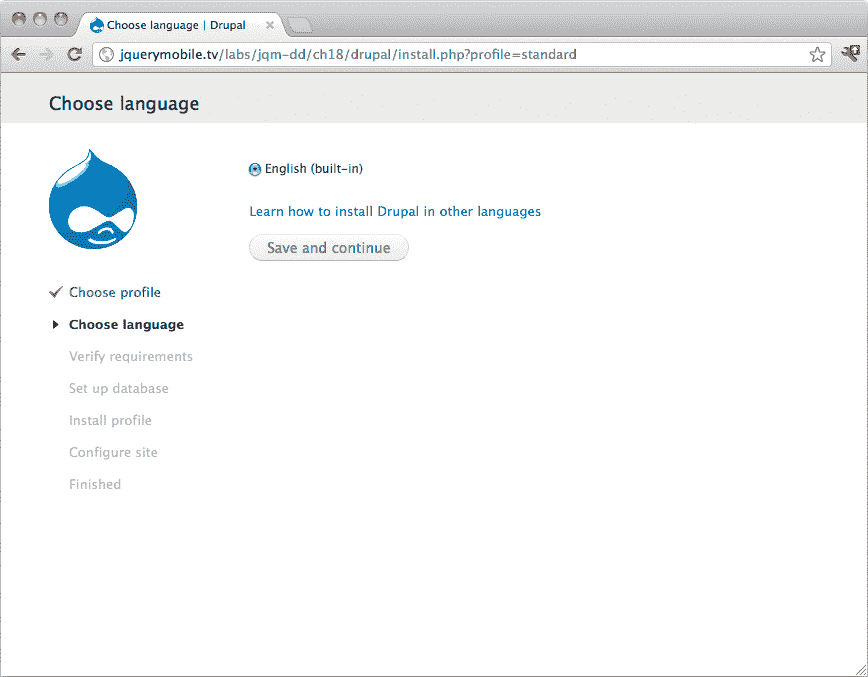 Choose language | Drupal
jquerymobile.tv/labs/jqm-dd/ch18/drupal/install.php?profile=standard
Choose language
English (built-in)
Learn how to install Drupal in other languages
Save and continue
Choose profile
Choose language
Verify requirements
Set up database
Install profile
Configure site
Finished